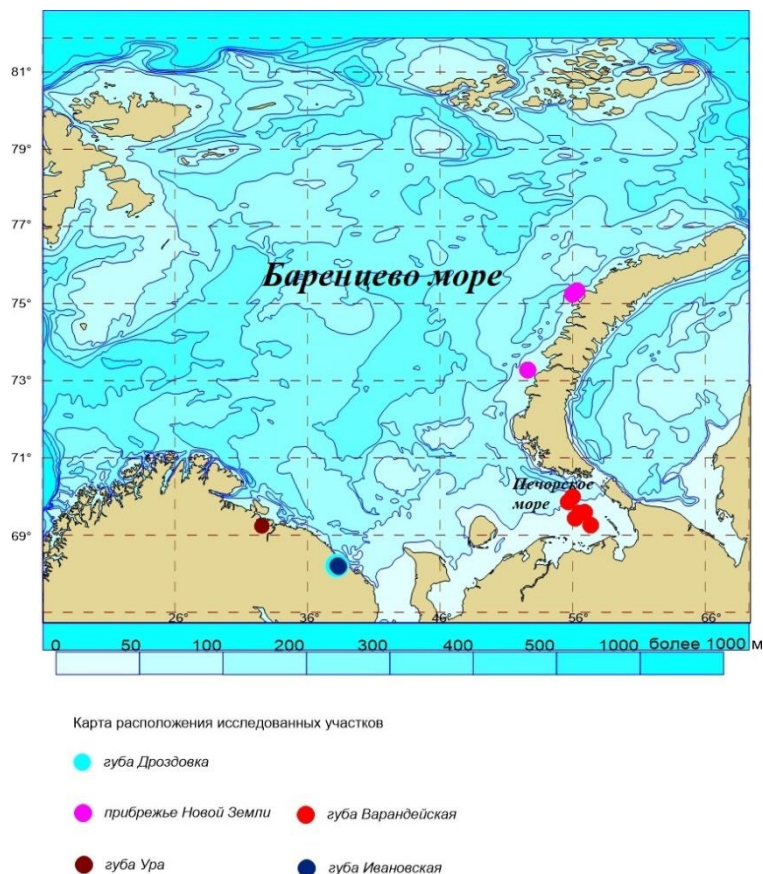 81°
79°
77°
Баренцево море
75°
73°
71°
Печорское
море
69°
26° 36° 46° 56° 66°
0 50 100 200 300 400 500 1000 более 1000 м
Карта расположения исследованных участков
губа Дроздовка
прибрежье Новой Земли губа Варандейская
губа Ура губа Ивановская